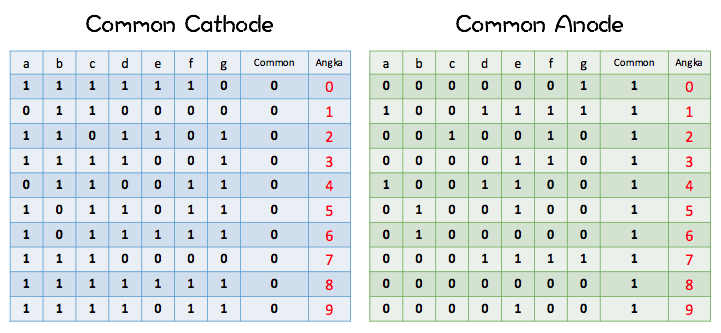 Common Cathode
a b c d e f g Common Angka
1 1 1 1 1 1 0 0 0
0 1 1 0 0 0 0 0 1
1 1 0 1 1 0 1 0 2
1 1 1 1 0 0 1 0 3
0 1 1 0 0 1 1 0 4
1 0 1 1 0 1 1 0 5
1 0 1 1 1 1 1 0 6
1 1 1 0 0 0 0 0 7
1 1 1 1 1 1 1 0 8
1 1 1 1 0 1 1 0 9
Common Anode
a b c d e f g Common Angka
0 0 0 0 0 0 1 1 0
1 0 0 1 1 1 1 1 1
0 0 1 0 0 1 0 1 2
0 0 0 0 1 1 0 1 3
1 0 0 1 1 0 0 1 4
0 1 0 0 1 0 0 1 5
0 1 0 0 0 0 0 1 6
0 0 0 1 1 1 1 1 7
0 0 0 0 0 0 0 1 8
0 0 0 0 1 0 0 1 9